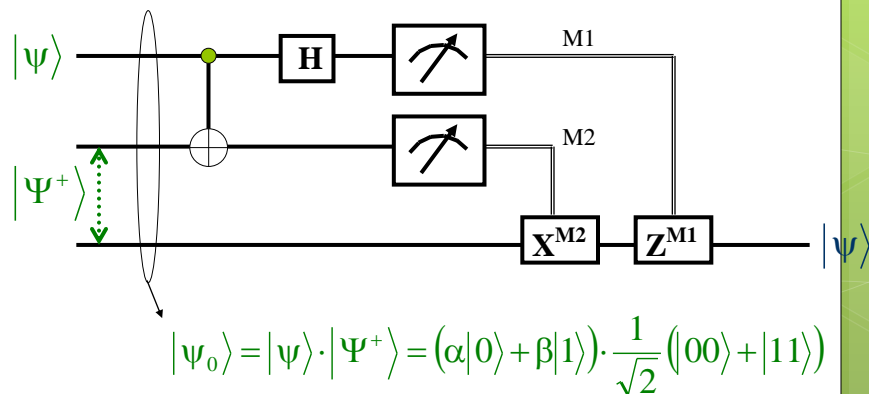 |ψ⟩ H M1
M2
|Ψ⁺⟩
X^M2 Z^M1 |ψ⟩
|ψ₀⟩ = |ψ⟩·|Ψ⁺⟩ = (α|0⟩ + β|1⟩)· 1/√2 (|00⟩ + |11⟩)